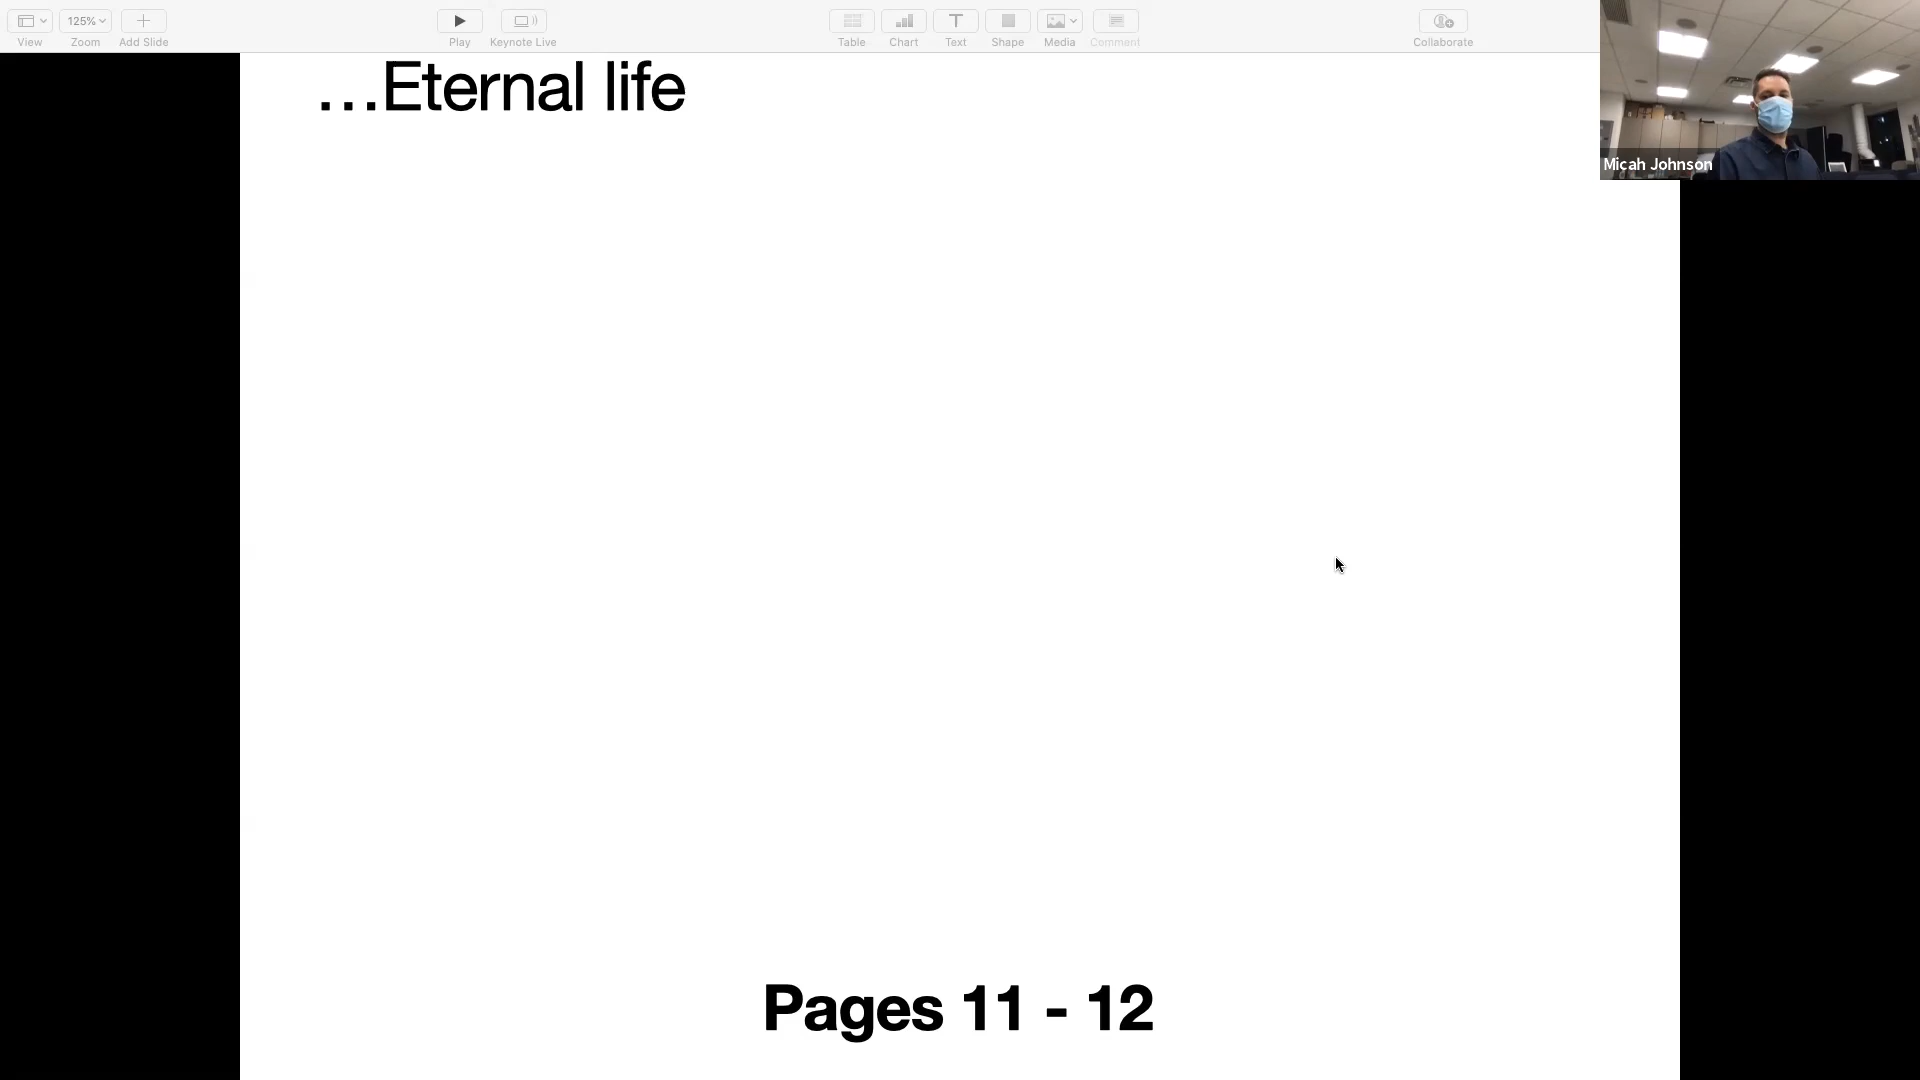 125%
View
Zoom
Add Slide
Play
Keynote Live
Table
Chart
Text
Shape
Media
Comment
Collaborate
Micah Johnson
…Eternal life
Pages 11 - 12